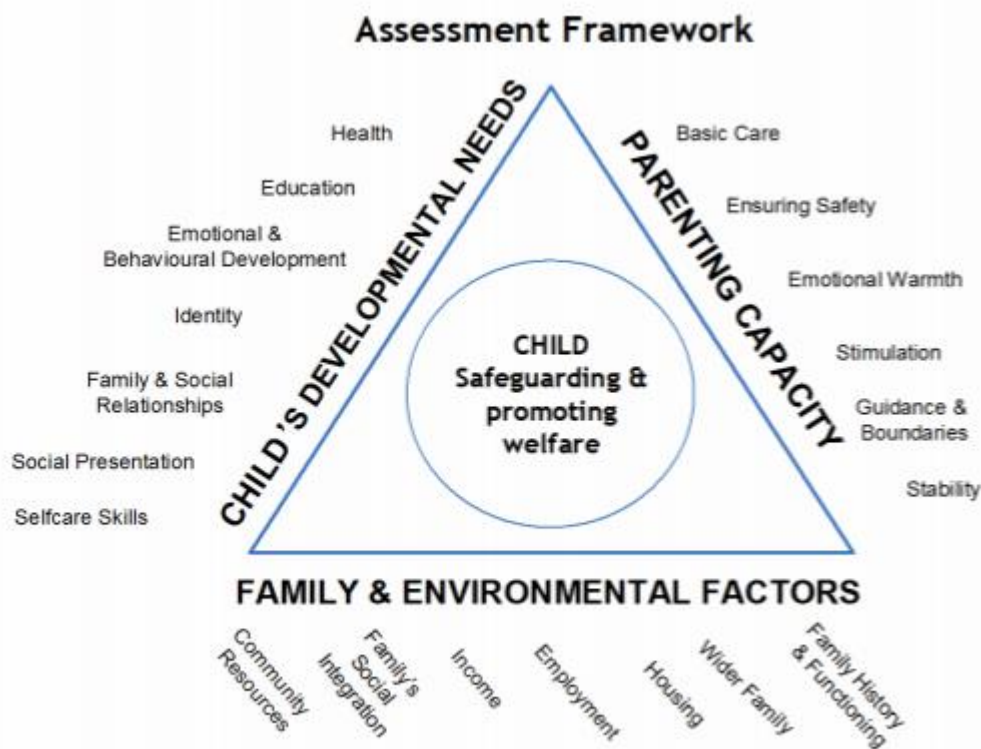 Assessment Framework
CHILD'S DEVELOPMENTAL NEEDS
Health
Education
Emotional &
Behavioural Development
Identity
Family & Social
Relationships
Social Presentation
Selfcare Skills
PARENTING CAPACITY
Basic Care
Ensuring Safety
Emotional Warmth
Stimulation
Guidance &
Boundaries
Stability
CHILD
Safeguarding &
promoting
welfare
FAMILY & ENVIRONMENTAL FACTORS
Community
Resources
Family's
Social
Integration
Income
Employment
Housing
Wider Family
Family History
& Functioning